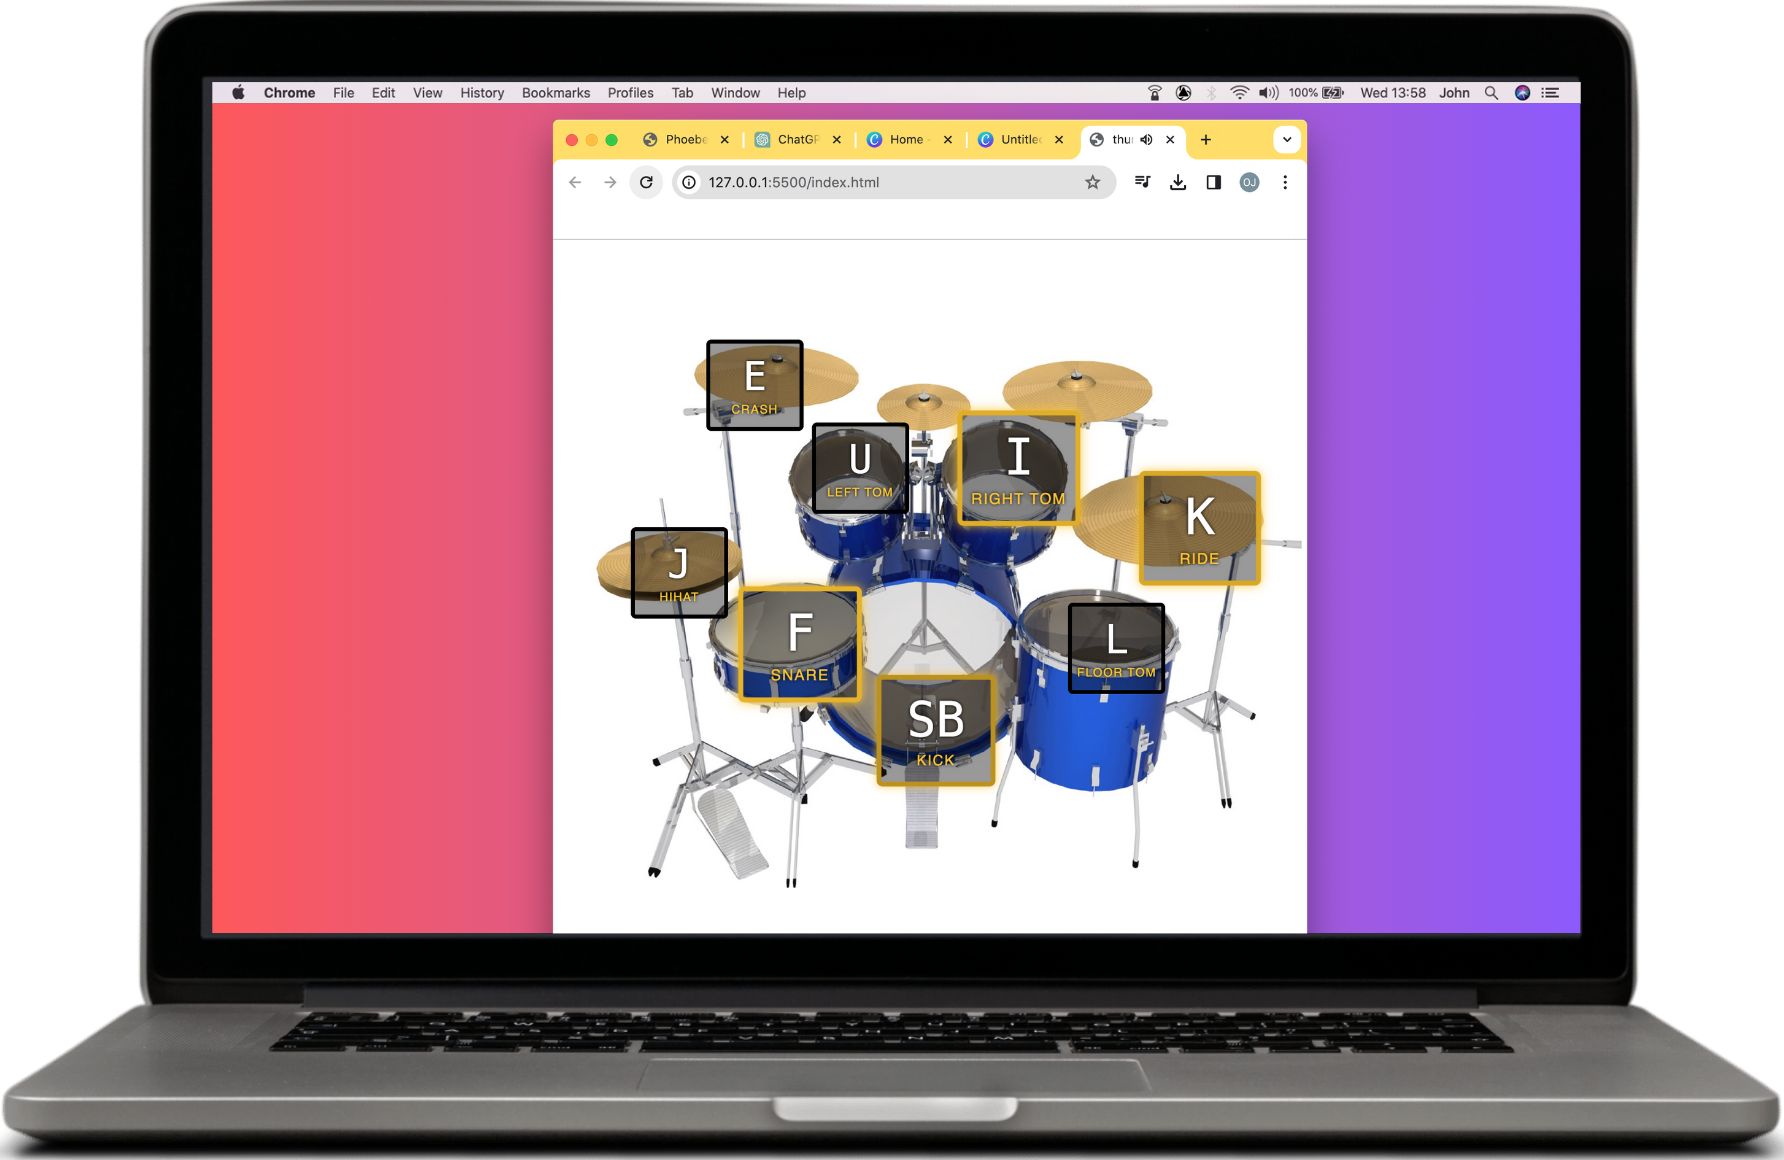 Chrome File Edit View History Bookmarks Profiles Tab Window Help 100% Wed 13:58 John
Phoebe ChatGP Home - Untitled thu
127.0.0.1:5500/index.html OJ
E
CRASH
U
LEFT TOM
I
RIGHT TOM
K
RIDE
J
HIHAT
F
SNARE
L
FLOOR TOM
SB
KICK